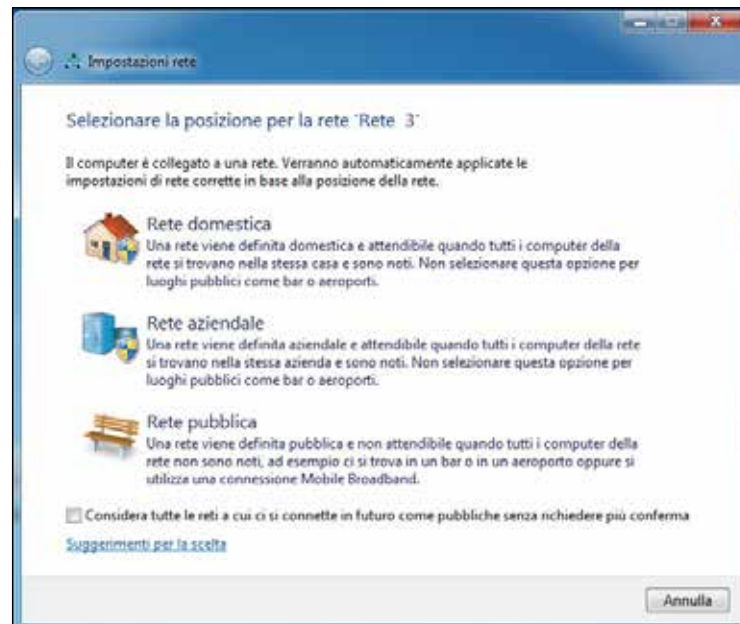 Impostazioni rete
Selezionare la posizione per la rete "Rete 3"
Il computer è collegato a una rete. Verranno automaticamente applicate le
impostazioni di rete corrette in base alla posizione della rete.
Rete domestica
Una rete viene definita domestica e attendibile quando tutti i computer della
rete si trovano nella stessa casa e sono noti. Non selezionare questa opzione per
luoghi pubblici come bar o aeroporti.
Rete aziendale
Una rete viene definita aziendale e attendibile quando tutti i computer della rete
si trovano nella stessa azienda e sono noti. Non selezionare questa opzione per
luoghi pubblici come bar o aeroporti.
Rete pubblica
Una rete viene definita pubblica e non attendibile quando tutti i computer della
rete non sono noti, ad esempio ci si trova in un bar o in un aeroporto oppure si
utilizza una connessione Mobile Broadband.
Considera tutte le reti a cui ci si connette in futuro come pubbliche senza richiedere più conferma
Suggerimenti per la scelta
Annulla